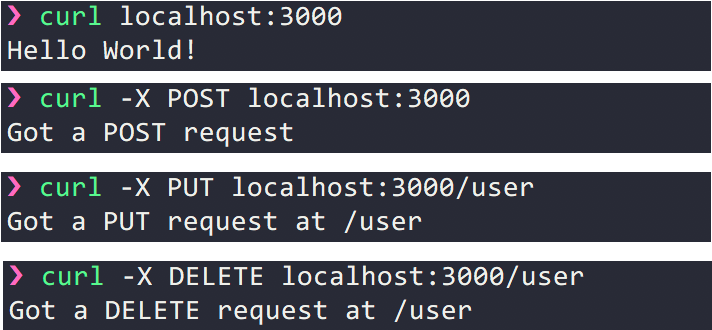 ❯ curl localhost:3000
Hello World!
❯ curl -X POST localhost:3000
Got a POST request
❯ curl -X PUT localhost:3000/user
Got a PUT request at /user
❯ curl -X DELETE localhost:3000/user
Got a DELETE request at /user